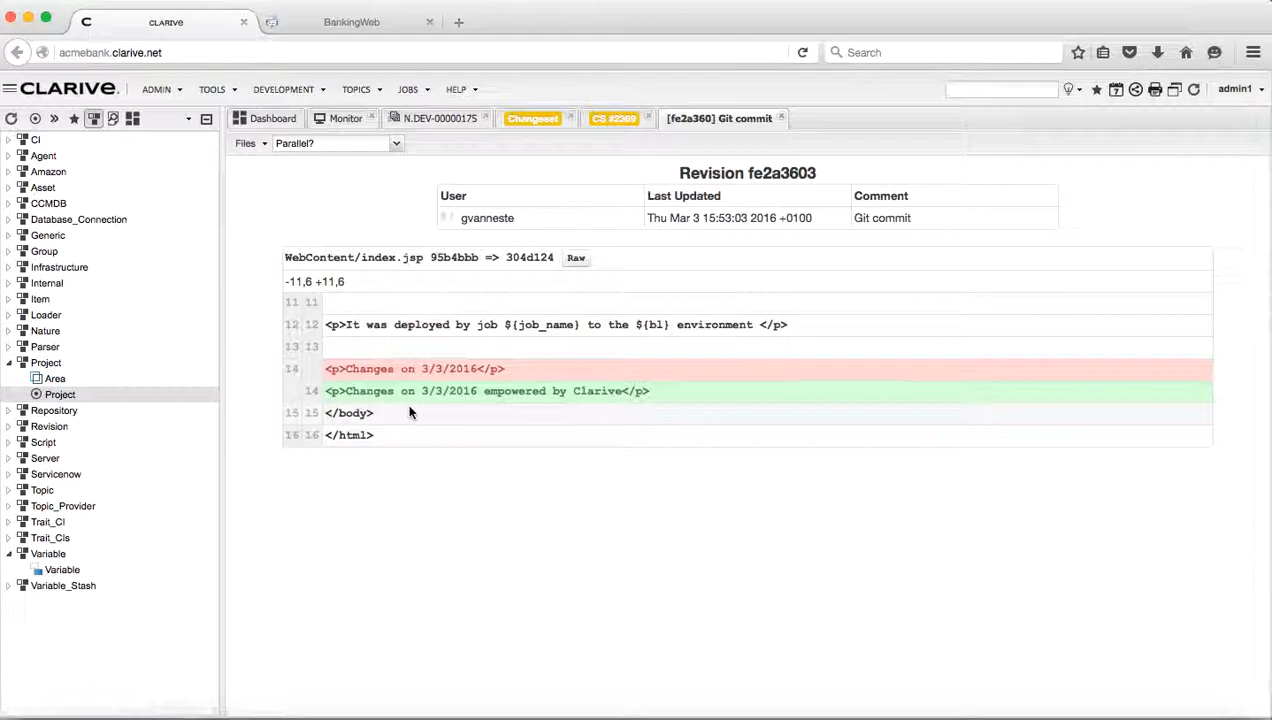 CLARIVE
BankingWeb
acmebank.clarive.net
Search
CLARIVE.
ADMIN TOOLS DEVELOPMENT TOPICS JOBS HELP
admin1
Dashboard Monitor N.DEV-00000175 Changeset CS #2369 [fe2a360] Git commit
Files Parallel?
CI
Agent
Amazon
Asset
CCMDB
Database_Connection
Generic
Group
Infrastructure
Internal
Item
Loader
Nature
Parser
Project
Area
Project
Repository
Revision
Script
Server
Servicenow
Topic
Topic_Provider
Trait_CI
Trait_CIs
Variable
Variable
Variable_Stash
Revision fe2a3603
User Last Updated Comment
gvanneste Thu Mar 3 15:53:03 2016 +0100 Git commit
WebContent/index.jsp 95b4bbb => 304d124 Raw
-11,6 +11,6
11 11
12 12 <p>It was deployed by job ${job_name} to the ${bl} environment </p>
13 13
14 <p>Changes on 3/3/2016</p>
14 <p>Changes on 3/3/2016 empowered by Clarive</p>
15 15 </body>
16 16 </html>